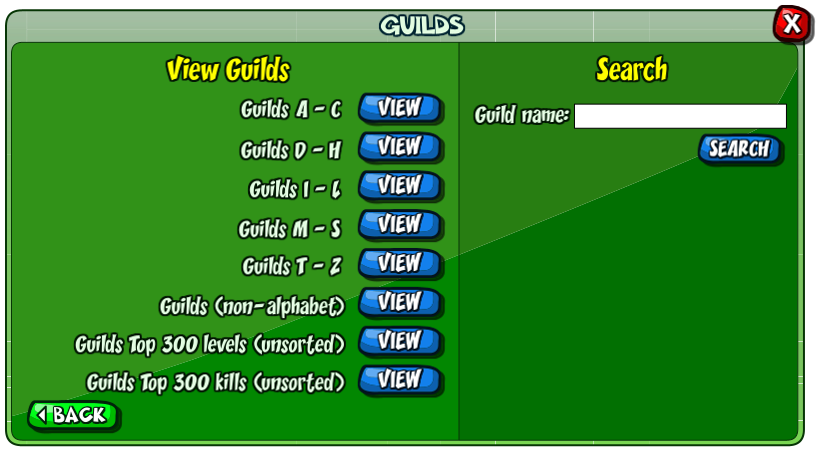 GUILDS
X
View Guilds
Guilds A - C VIEW
Guilds D - H VIEW
Guilds I - L VIEW
Guilds M - S VIEW
Guilds T - Z VIEW
Guilds (non-alphabet) VIEW
Guilds Top 300 levels (unsorted) VIEW
Guilds Top 300 kills (unsorted) VIEW
BACK
Search
Guild name:
SEARCH